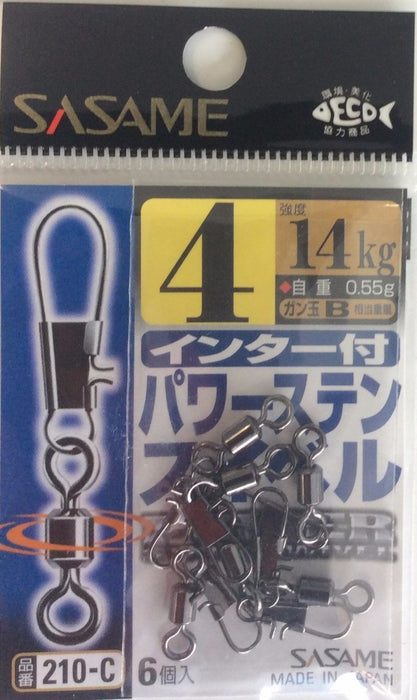 SASAME
環境・美化
ECO
協力商品
4
強度
14kg
◆自重 0.55g
ガン玉 B 相当重量
インター付
パワーステン
品番 210-C
6個入
SASAME
MADE IN JAPAN